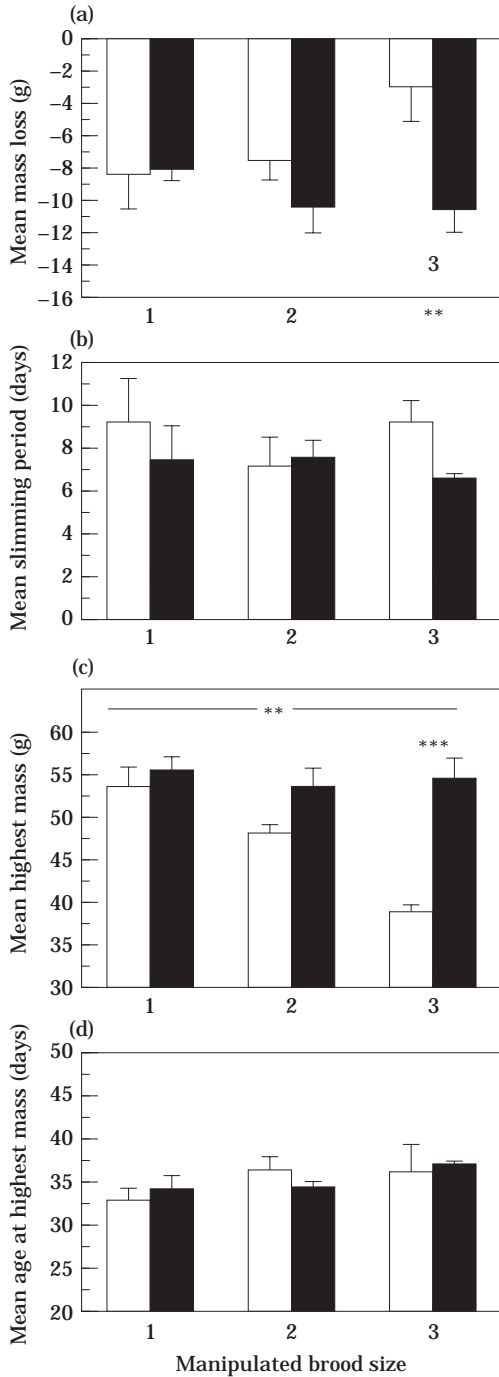 (a)
0
−2
−4
−6
−8
−10
−12
−14
−16
Mean mass loss (g)
3
1 2 **
(b)
12
10
8
6
4
2
0
Mean slimming period (days)
1 2 3
(c)
60
55
50
45
40
35
30
Mean highest mass (g)
**
***
1 2 3
(d)
50
45
40
35
30
25
20
Mean age at highest mass (days)
1 2 3
Manipulated brood size